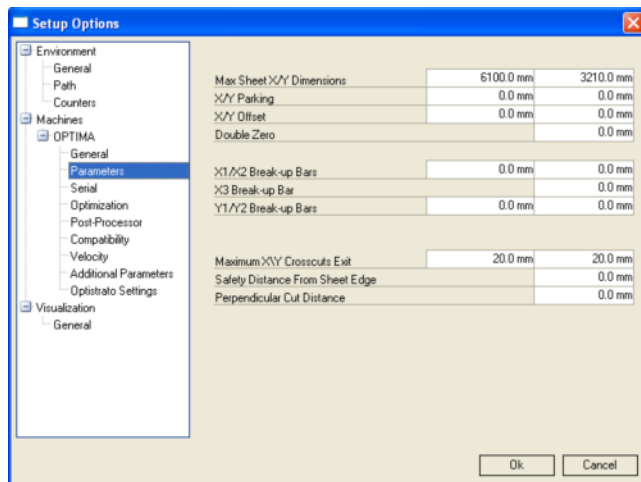 Setup Options
Environment
General
Path
Counters
Machines
OPTIMA
General
Parameters
Serial
Optimization
Post-Processor
Compatibility
Velocity
Additional Parameters
Optistrato Settings
Visualization
General
Max Sheet X/Y Dimensions 6100.0 mm 3210.0 mm
X/Y Parking 0.0 mm 0.0 mm
X/Y Offset 0.0 mm 0.0 mm
Double Zero 0.0 mm
X1/X2 Break-up Bars 0.0 mm 0.0 mm
X3 Break-up Bar 0.0 mm
Y1/Y2 Break-up Bars 0.0 mm 0.0 mm
Maximum X\Y Crosscuts Exit 20.0 mm 20.0 mm
Safety Distance From Sheet Edge 0.0 mm
Perpendicular Cut Distance 0.0 mm
Ok Cancel